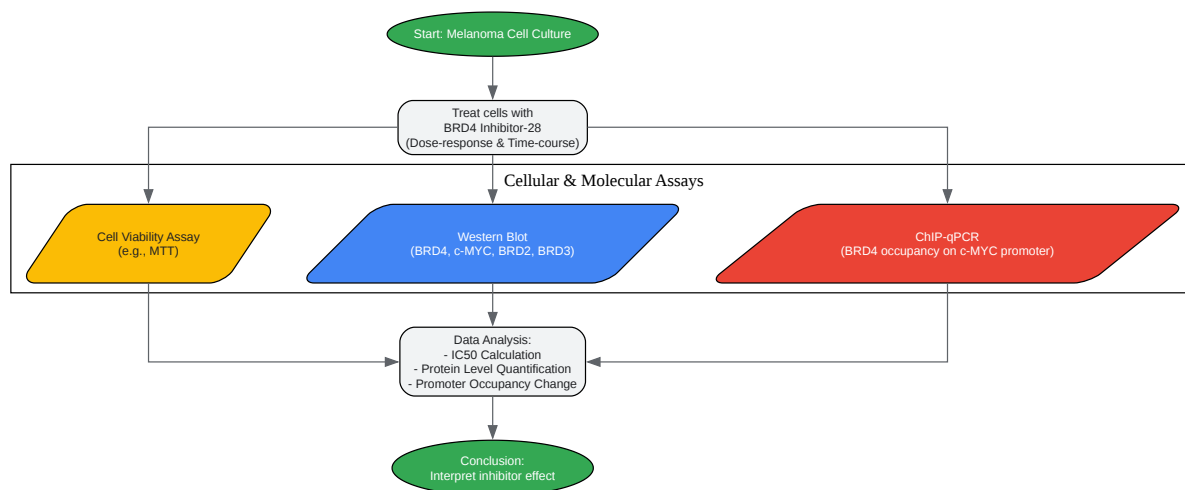 Start: Melanoma Cell Culture
Treat cells with
BRD4 Inhibitor-28
(Dose-response & Time-course)
Cellular & Molecular Assays
Cell Viability Assay
(e.g., MTT)
Western Blot
(BRD4, c-MYC, BRD2, BRD3)
ChIP-qPCR
(BRD4 occupancy on c-MYC promoter)
Data Analysis:
- IC50 Calculation
- Protein Level Quantification
- Promoter Occupancy Change
Conclusion:
Interpret inhibitor effect